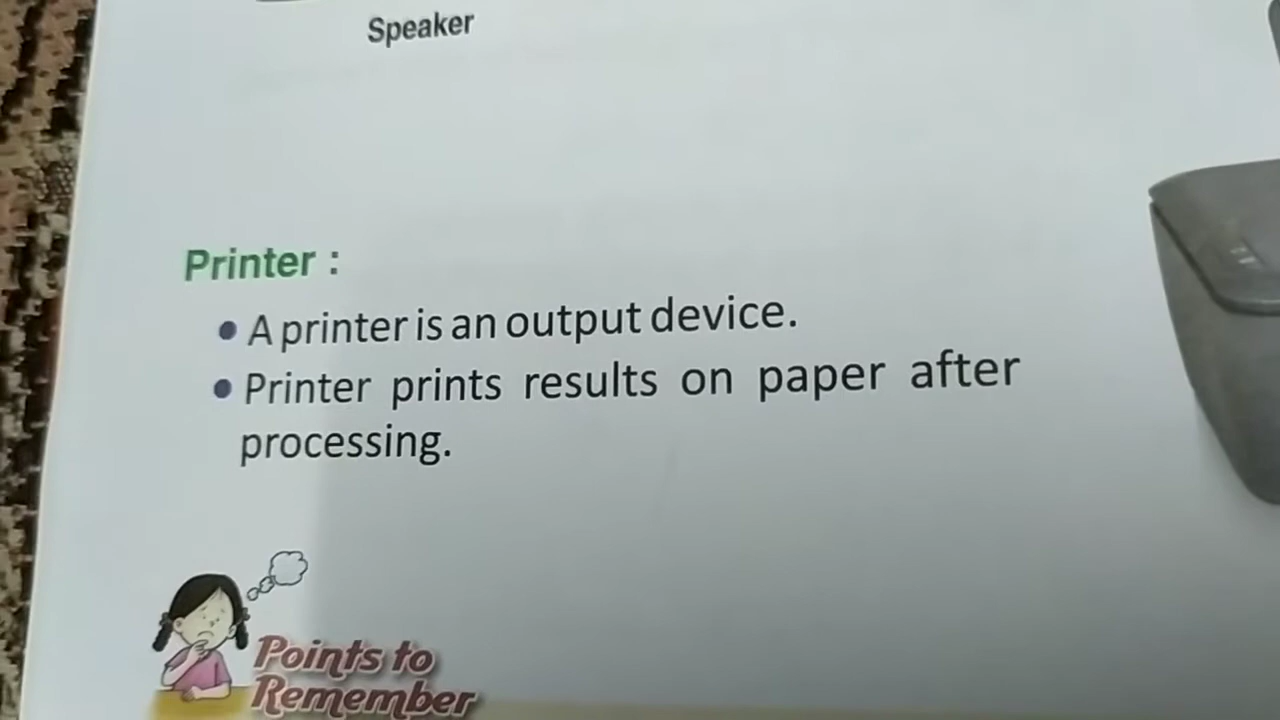 Speaker
Printer :
• A printer is an output device.
• Printer prints results on paper after
processing.
Points to
Remember